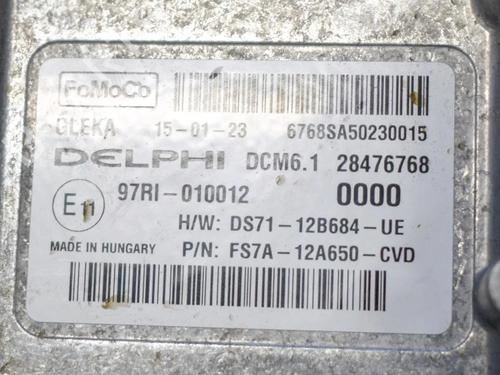 FoMoCo
GLEKA 15-01-23 6768SA50230015
DELPHI DCM6.1 28476768
E11 97RI-010012 0000
H/W: DS71-12B684-UE
MADE IN HUNGARY P/N: FS7A-12A650-CVD